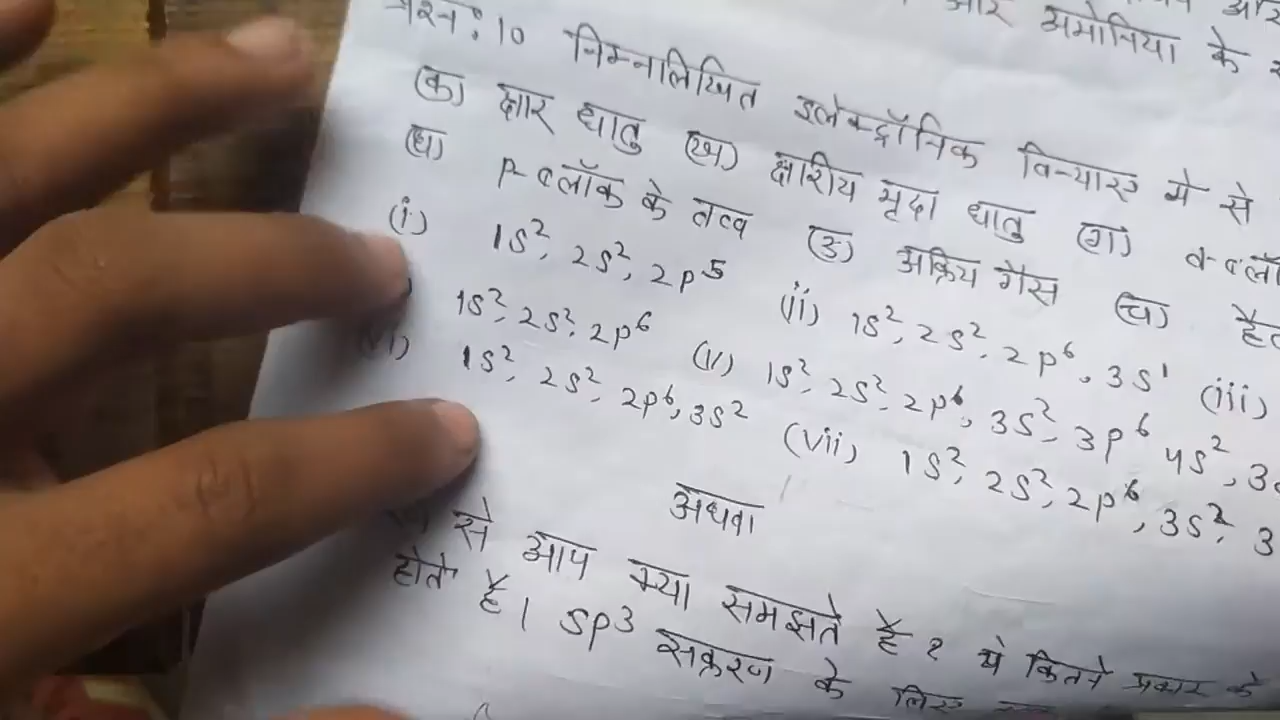 और अमोनिया के
प्रश्न : 10 निम्नलिखित इलेक्ट्रॉनिक विन्यास मे से
(क) क्षार धातु (ख) क्षारीय मृदा धातु (ग) d-ब्लॉ
(घ) p-ब्लॉक के तत्व (ङ) अक्रिय गैस (च)
(i) 1s², 2s², 2p⁵ (ii) 1s², 2s², 2p⁶, 3s¹ (iii)
1s², 2s², 2p⁶ (V) 1s², 2s², 2p⁶, 3s², 3p⁶ 4s²,
1s², 2s², 2p⁶, 3s² (Vii) 1s², 2s², 2p⁶, 3s², 3
अथवा
से आप क्या समझते है ? ये कितने प्रकार के
होते है। sp³ संकरण के लिए